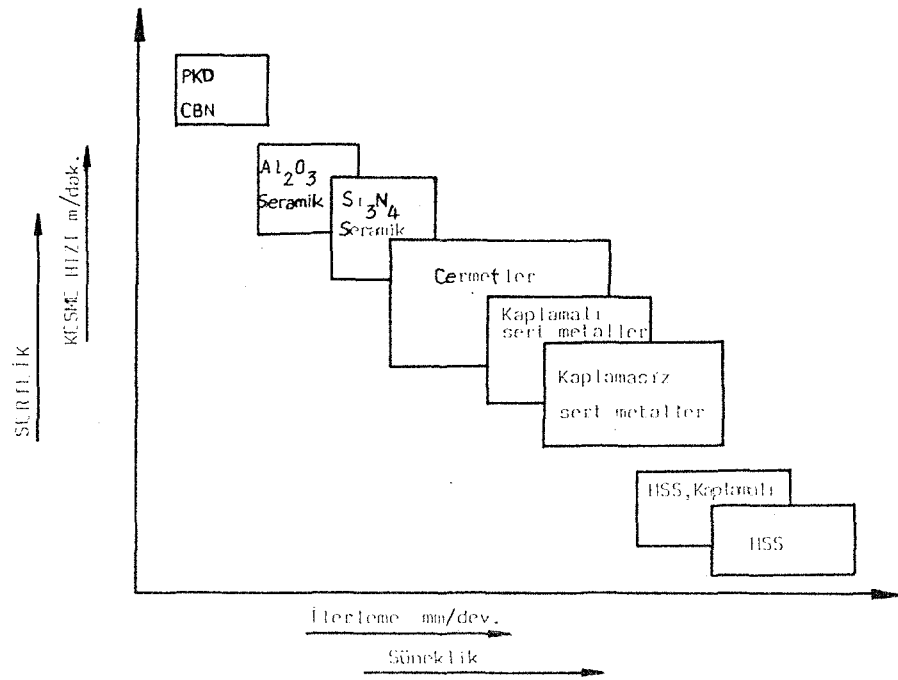 PKD
CBN
Al2O3
Seramik
Si3N4
Seramik
Cermetler
Kaplamalı
sert metaller
Kaplamasız
sert metaller
HSS,Kaplamalı
HSS
SERTLİK
KESME HIZI m/dak.
İlerleme mm/dev.
Süneklik